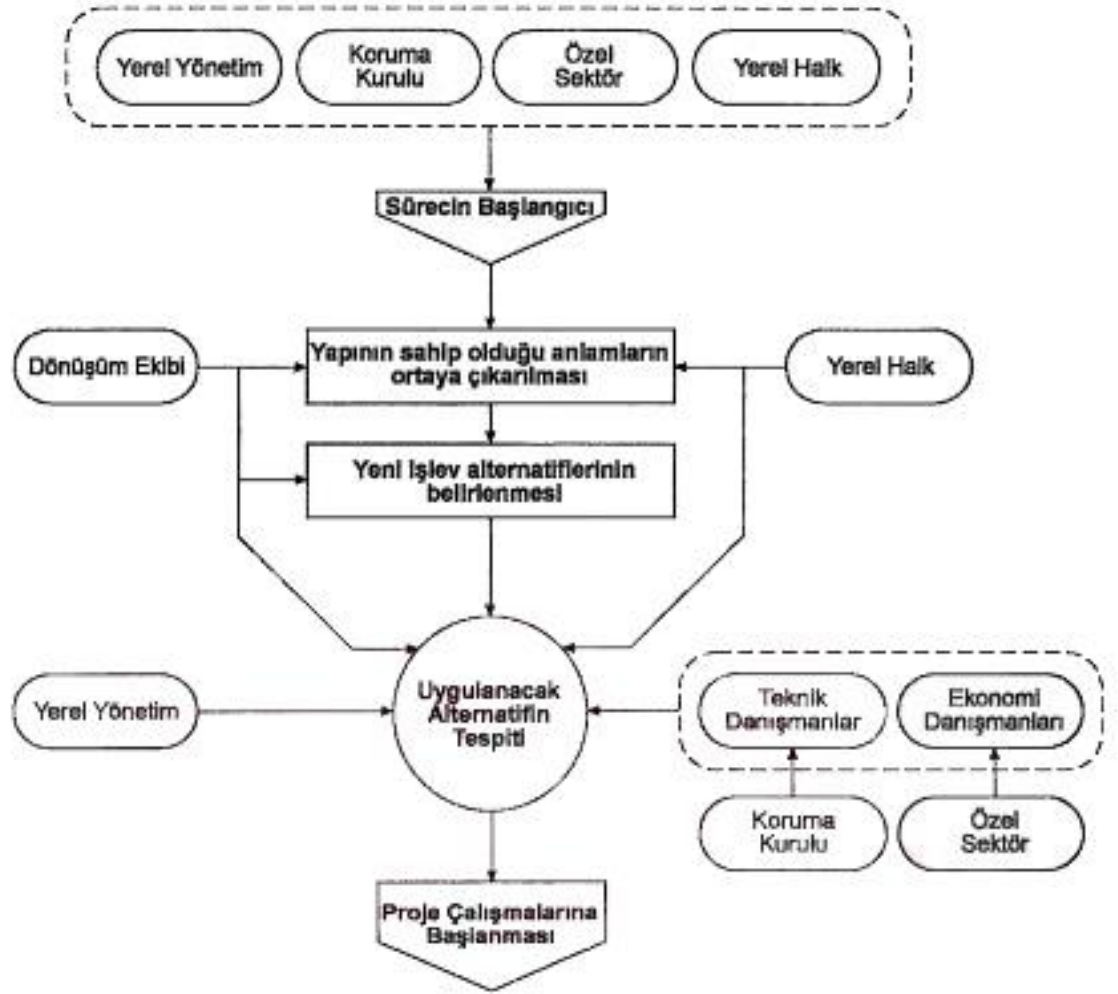 Yerel Yönetim
Koruma
Kurulu
Özel
Sektör
Yerel Halk
Sürecin Başlangıcı
Dönüşüm Ekibi
Yapının sahip olduğu anlamların
ortaya çıkarılması
Yerel Halk
Yeni işlev alternatiflerinin
belirlenmesi
Yerel Yönetim
Uygulanacak
Alternatifin
Tespiti
Teknik
Danışmanlar
Ekonomi
Danışmanları
Koruma
Kurulu
Özel
Sektör
Proje Çalışmalarına
Başlanması